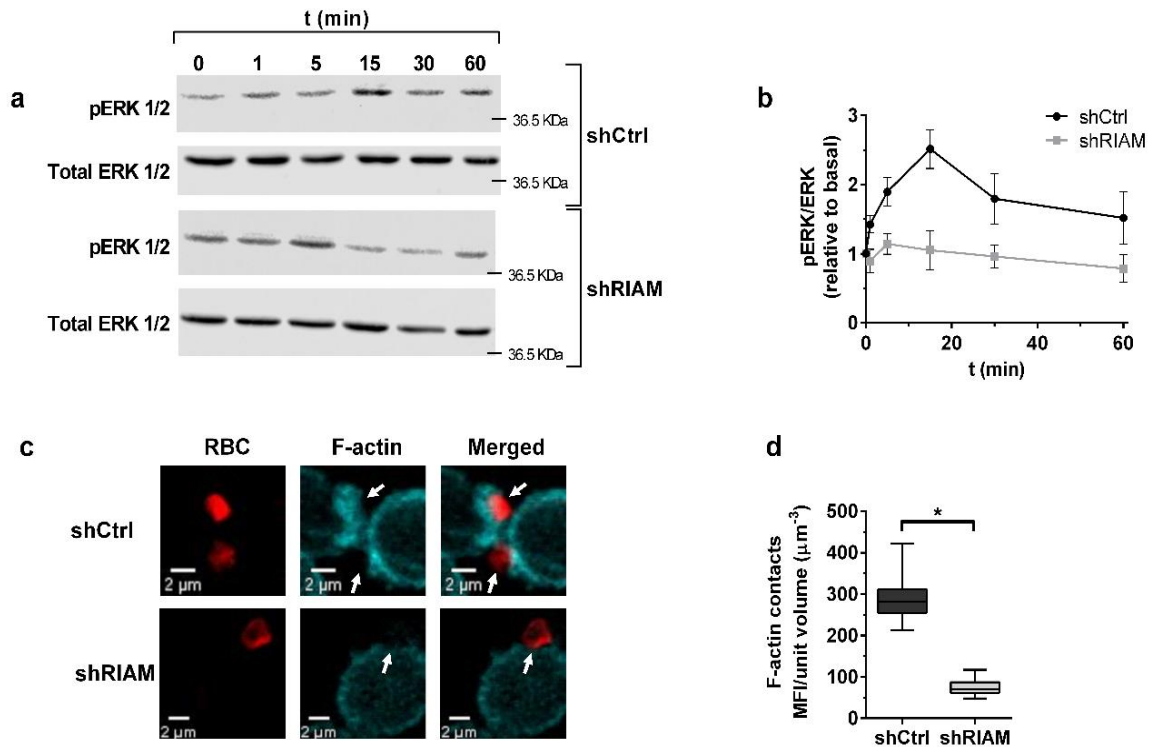 t (min)
0 1 5 15 30 60
a
pERK 1/2
36.5 KDa
Total ERK 1/2
36.5 KDa
shCtrl
pERK 1/2
36.5 KDa
Total ERK 1/2
36.5 KDa
shRIAM
b
shCtrl
shRIAM
pERK/ERK
(relative to basal)
3
2
1
0
0 20 40 60
t (min)
c
RBC F-actin Merged
shCtrl
2 µm 2 µm 2 µm
shRIAM
2 µm 2 µm 2 µm
d
*
F-actin contacts
MFI/unit volume (µm⁻³)
500
400
300
200
100
50
0
shCtrl shRIAM